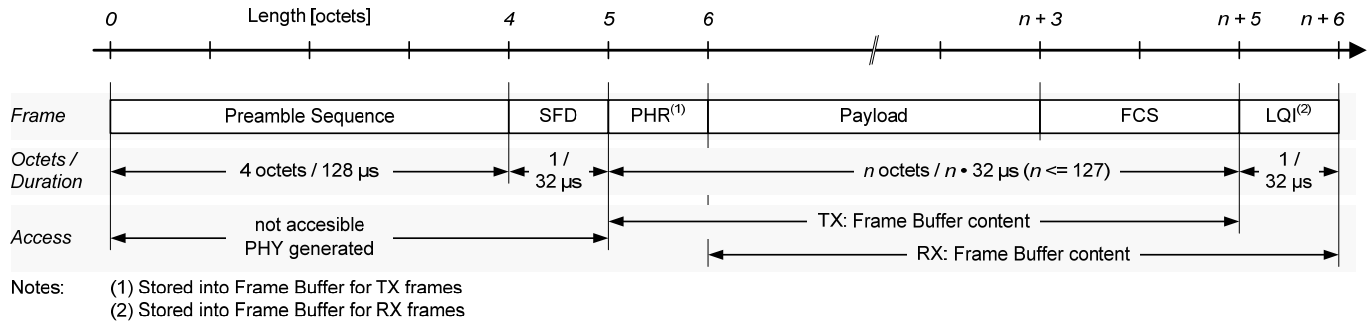 0 Length [octets] 4 5 6 n + 3 n + 5 n + 6
Frame Preamble Sequence SFD PHR(1) Payload FCS LQI(2)
Octets / Duration 4 octets / 128 µs 1 / 32 µs n octets / n • 32 µs (n <= 127) 1 / 32 µs
Access not accesible PHY generated TX: Frame Buffer content
RX: Frame Buffer content
Notes: (1) Stored into Frame Buffer for TX frames
(2) Stored into Frame Buffer for RX frames